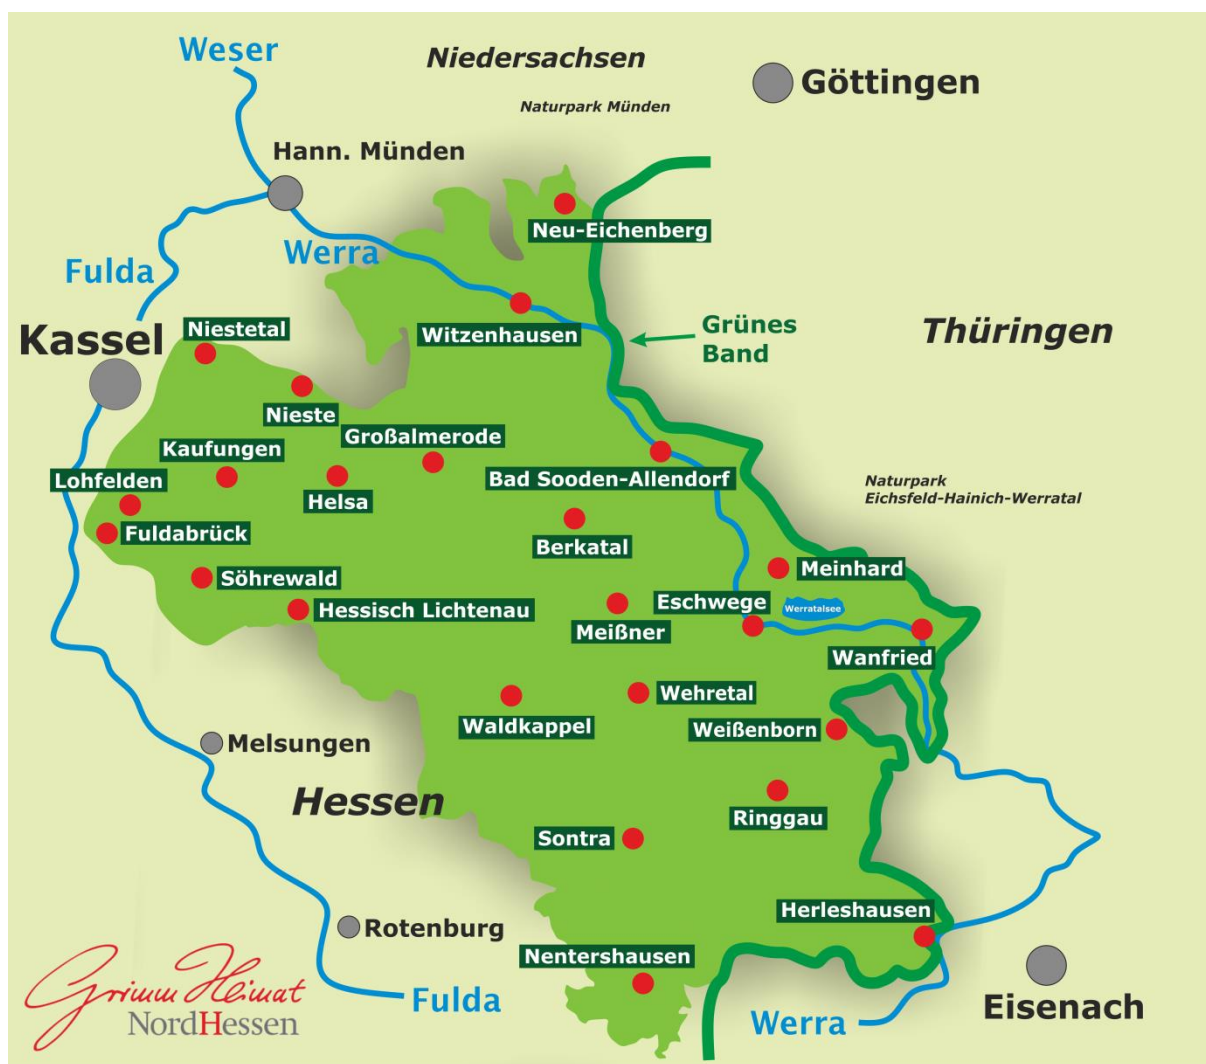 Weser
Niedersachsen
Göttingen
Naturpark Münden
Hann. Münden
Neu-Eichenberg
Werra
Fulda
Kassel
Niestetal
Witzenhausen
Grünes
Band
Thüringen
Nieste
Großalmerode
Kaufungen
Lohfelden
Helsa
Bad Sooden-Allendorf
Naturpark
Eichsfeld-Hainich-Werratal
Fuldabrück
Berkatal
Söhrewald
Meinhard
Hessisch Lichtenau
Eschwege
Werratalsee
Meißner
Wanfried
Wehretal
Waldkappel
Weißenborn
Melsungen
Hessen
Ringgau
Sontra
Herleshausen
Rotenburg
Nentershausen
Grimm Heimat
NordHessen
Fulda
Werra
Eisenach